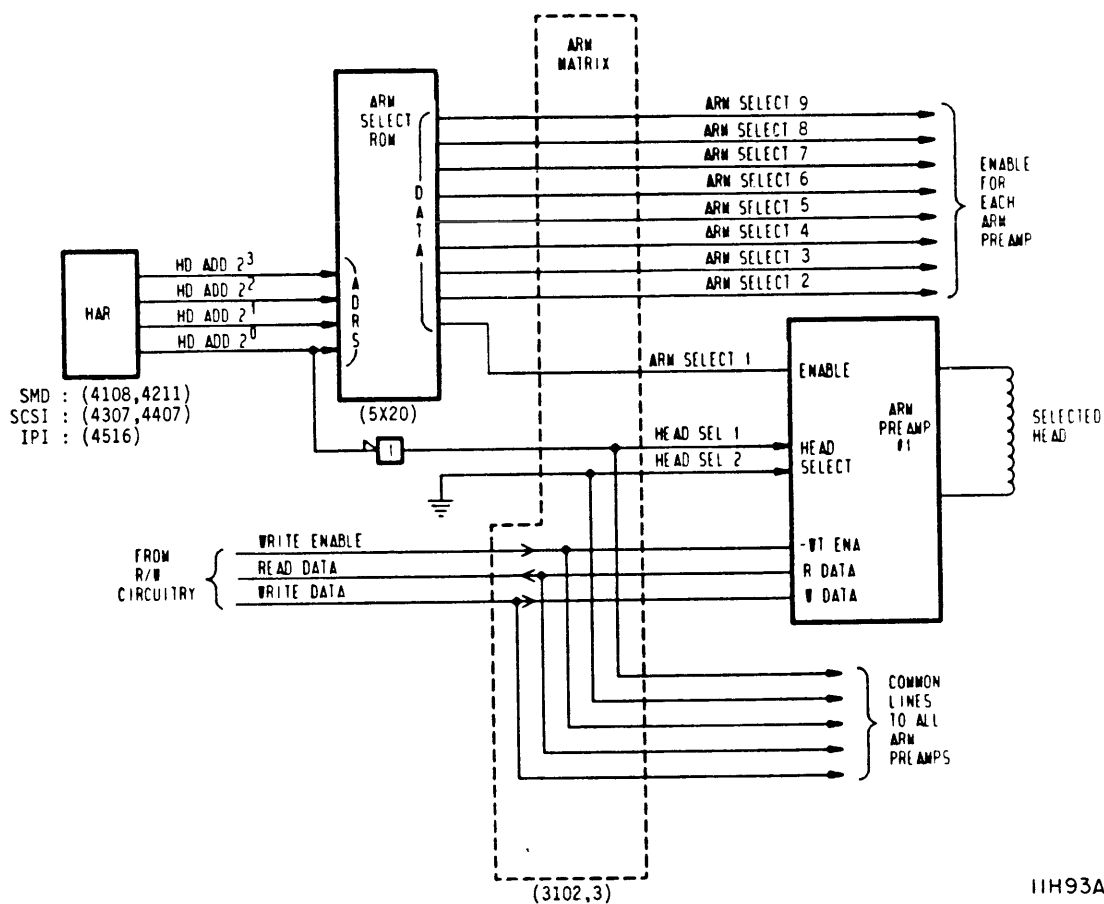 ARM
MATRIX
ARM
SELECT
ROM
DATA
ADRS
(5X20)
ARM SELECT 9
ARM SELECT 8
ARM SELECT 7
ARM SELECT 6
ARM SELECT 5
ARM SELECT 4
ARM SELECT 3
ARM SELECT 2
ENABLE
FOR
EACH
ARM
PREAMP
HAR
HD ADD 2³
HD ADD 2²
HD ADD 2¹
HD ADD 2⁰
SMD : (4108,4211)
SCSI : (4307,4407)
IPI : (4516)
ARM SELECT 1
ENABLE
ARM
PREAMP
#1
SELECTED
HEAD
1
HEAD SEL 1
HEAD SEL 2
HEAD
SELECT
FROM
R/W
CIRCUITRY
WRITE ENABLE
READ DATA
WRITE DATA
-WT ENA
R DATA
W DATA
COMMON
LINES
TO ALL
ARM
PREAMPS
(3102,3)
11H93A